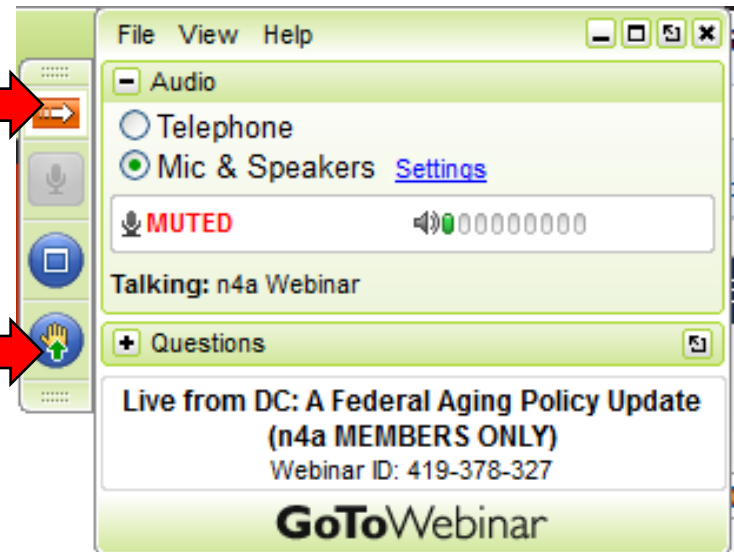 File View Help
Audio
Telephone
Mic & Speakers Settings
MUTED
Talking: n4a Webinar
Questions
Live from DC: A Federal Aging Policy Update
(n4a MEMBERS ONLY)
Webinar ID: 419-378-327
GoToWebinar